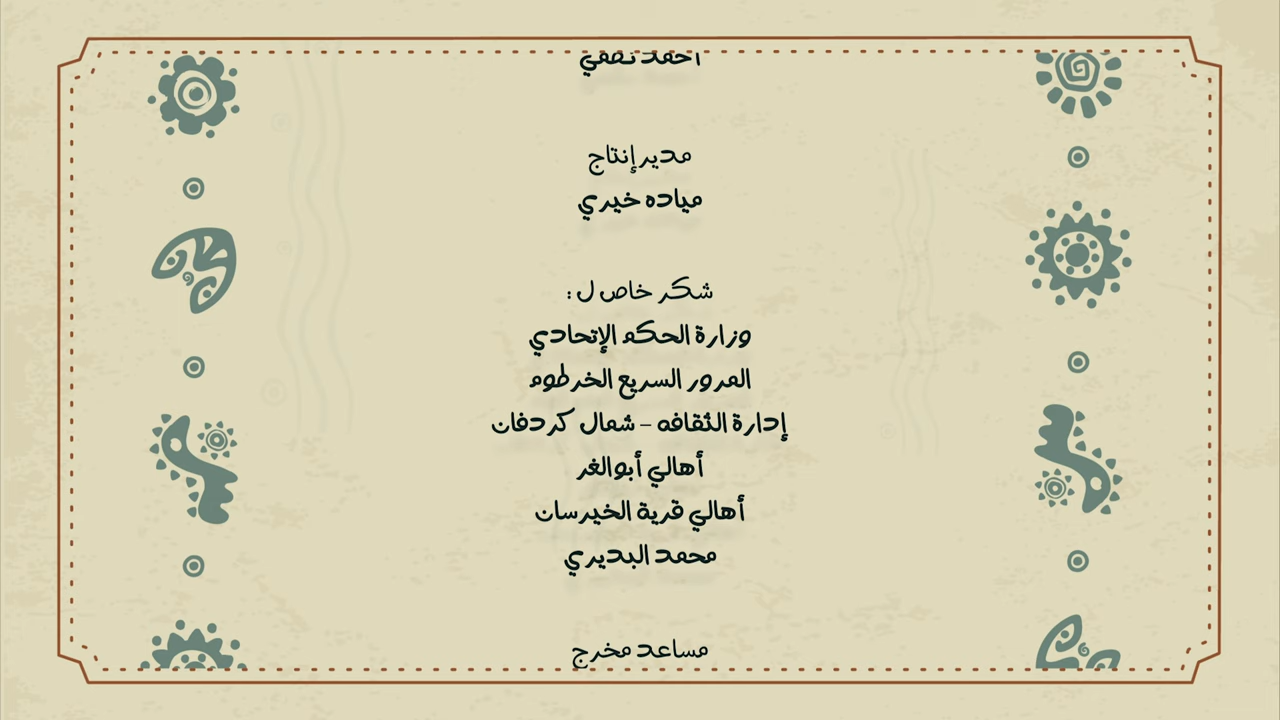 مدير إنتاج
مياده خيري
شكر خاص ل :
وزارة الحكم الإتحادي
المرور السريع الخرطوم
إدارة الثقافه – شمال كردفان
أهالي أبوالغر
أهالي قرية الخيرسان
محمد البديري
مساعد مخرج